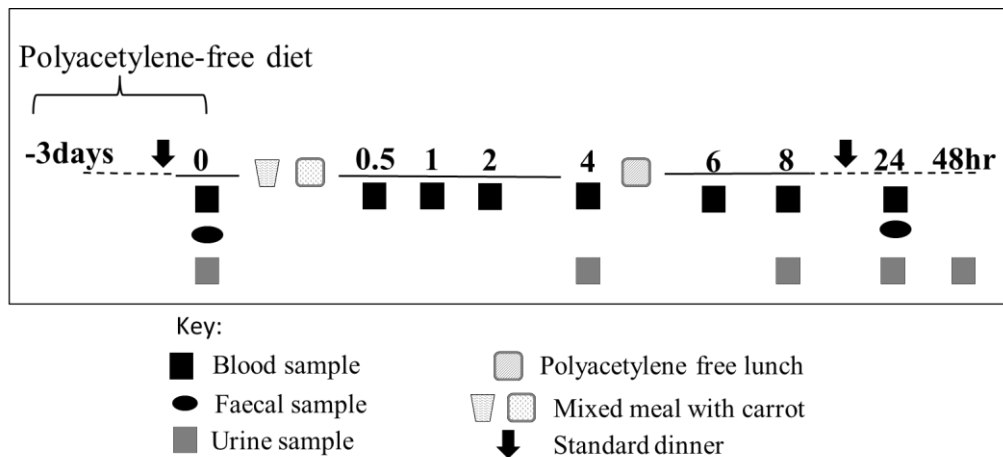 Polyacetylene-free diet
-3days 0 0.5 1 2 4 6 8 24 48hr
Key:
Blood sample
Faecal sample
Urine sample
Polyacetylene free lunch
Mixed meal with carrot
Standard dinner